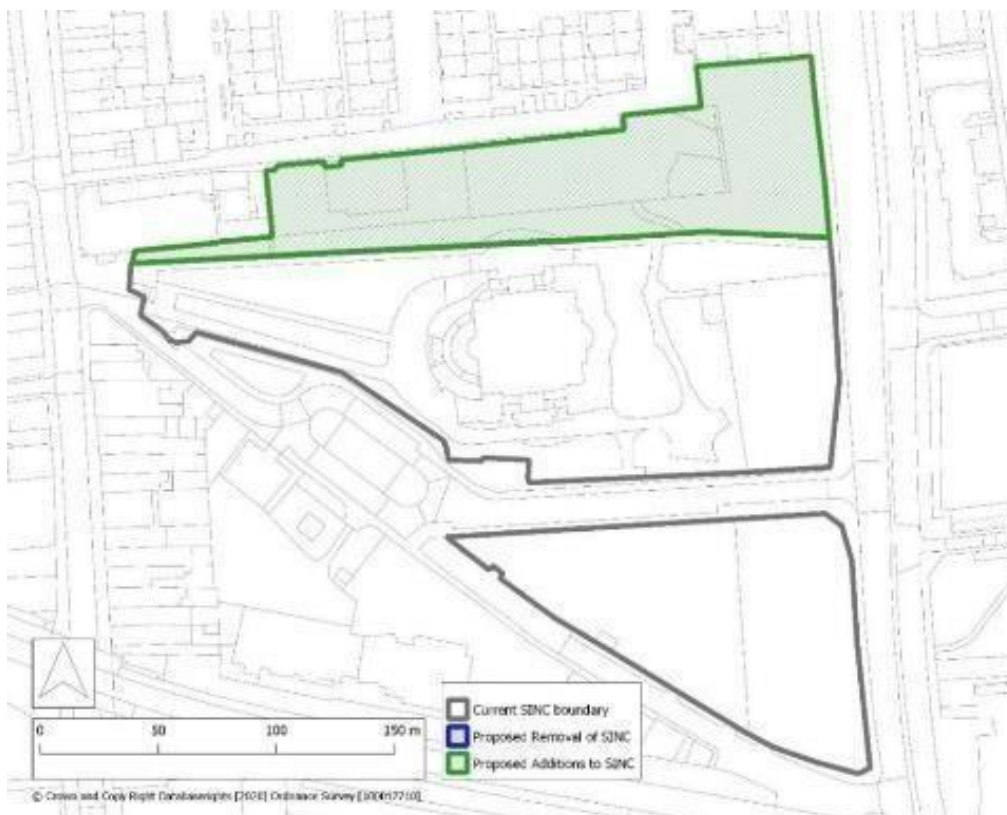 Current SINC boundary
Proposed Removal of SINC
Proposed Additions to SINC
0 50 100 150 m
© Crown and Copy Right Databaserights [2020] Ordnance Survey